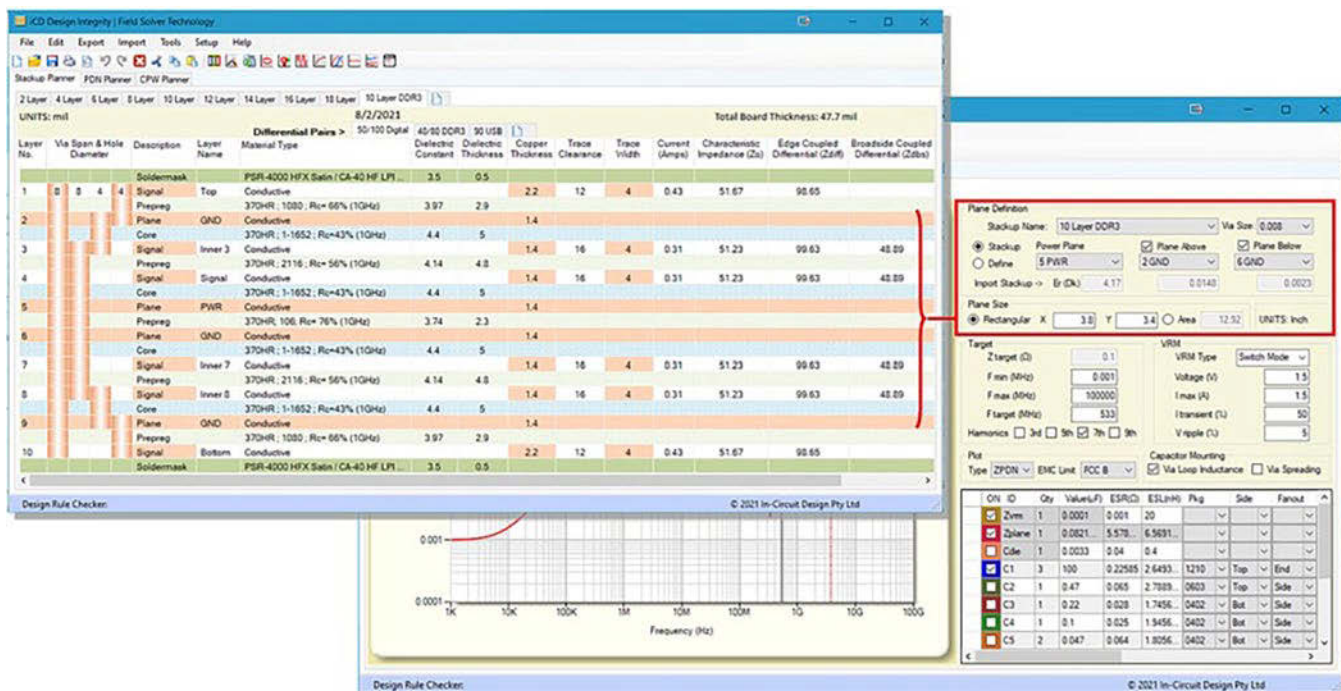 iCD Design Integrity | Field Solver Technology
File Edit Export Import Tools Setup Help
Stackup Planner PDN Planner CPW Planner
2 Layer 4 Layer 6 Layer 8 Layer 10 Layer 12 Layer 14 Layer 16 Layer 18 Layer 10 Layer DDR3
UNITS: mil 8/2/2021 Total Board Thickness: 47.7 mil
Differential Pairs > 50/100 Digital 40/80 DDR3 90 USB
Layer No. Via Span & Hole Diameter Description Layer Name Material Type Dielectric Constant Dielectric Thickness Copper Thickness Trace Clearance Trace Width Current (Amps) Characteristic Impedance (Zo) Edge Coupled Differential (Zdiff) Broadside Coupled Differential (Zdbs)
Soldermask PSR-4000 HFX Satin / CA-40 HF LPI ... 3.5 0.5
1 8 8 4 4 Signal Top Conductive 2.2 12 4 0.43 51.67 98.65
Prepreg 370HR ; 1080 ; Rc= 66% (1GHz) 3.97 2.9
2 Plane GND Conductive 1.4
Core 370HR ; 1-1652 ; Rc=43% (1GHz) 4.4 5
3 Signal Inner 3 Conductive 1.4 16 4 0.31 51.23 99.63 48.89
Prepreg 370HR ; 2116 ; Rc= 56% (1GHz) 4.14 4.8
4 Signal Signal Conductive 1.4 16 4 0.31 51.23 99.63 48.89
Core 370HR ; 1-1652 ; Rc=43% (1GHz) 4.4 5
5 Plane PWR Conductive 1.4
Prepreg 370HR; 106; Rc= 76% (1GHz) 3.74 2.3
6 Plane GND Conductive 1.4
Core 370HR ; 1-1652 ; Rc=43% (1GHz) 4.4 5
7 Signal Inner 7 Conductive 1.4 16 4 0.31 51.23 99.63 48.89
Prepreg 370HR ; 2116 ; Rc= 56% (1GHz) 4.14 4.8
8 Signal Inner 8 Conductive 1.4 16 4 0.31 51.23 99.63 48.89
Core 370HR ; 1-1652 ; Rc=43% (1GHz) 4.4 5
9 Plane GND Conductive 1.4
Prepreg 370HR ; 1080 ; Rc= 66% (1GHz) 3.97 2.9
10 Signal Bottom Conductive 2.2 12 4 0.43 51.67 98.65
Soldermask PSR-4000 HFX Satin / CA-40 HF LPI ... 3.5 0.5
Design Rule Checker: © 2021 In-Circuit Design Pty Ltd
Plane Definition
Stackup Name: 10 Layer DDR3 Via Size 0.008
Stackup Power Plane Plane Above Plane Below
Define 5 PWR 2 GND 6 GND
Import Stackup -> Er (Dk) 4.17 0.0148 0.0023
Plane Size
Rectangular X 3.8 Y 3.4 Area 12.92 UNITS: Inch
Target VRM
Z target (Ω) 0.1 VRM Type Switch Mode
F min (MHz) 0.001 Voltage (V) 1.5
F max (MHz) 100000 I max (A) 1.5
F target (MHz) 533 I transient (%) 50
Harmonics 3rd 5th 7th 9th V ripple (%) 5
Plot Capacitor Mounting
Type ZPDN EMC Limit FCC B Via Loop Inductance Via Spreading
ON ID Qty Value(uF) ESR(Ω) ESL(nH) Pkg Side Fanout
Zvrm 1 0.0001 0.001 20
Zplane 1 0.0821... 5.578... 6.5691...
Cdie 1 0.0033 0.04 0.4
C1 3 100 0.22585 2.6493... 1210 Top End
C2 1 0.47 0.065 2.7889... 0603 Top Side
C3 1 0.22 0.028 1.7456... 0402 Bot Side
C4 1 0.1 0.025 1.9456... 0402 Bot Side
C5 2 0.047 0.064 1.8056... 0402 Bot Side
0.001
0.0001
1K 10K 100K 1M 10M 100M 1G 10G 100G
Frequency (Hz)
Design Rule Checker: © 2021 In-Circuit Design Pty Ltd